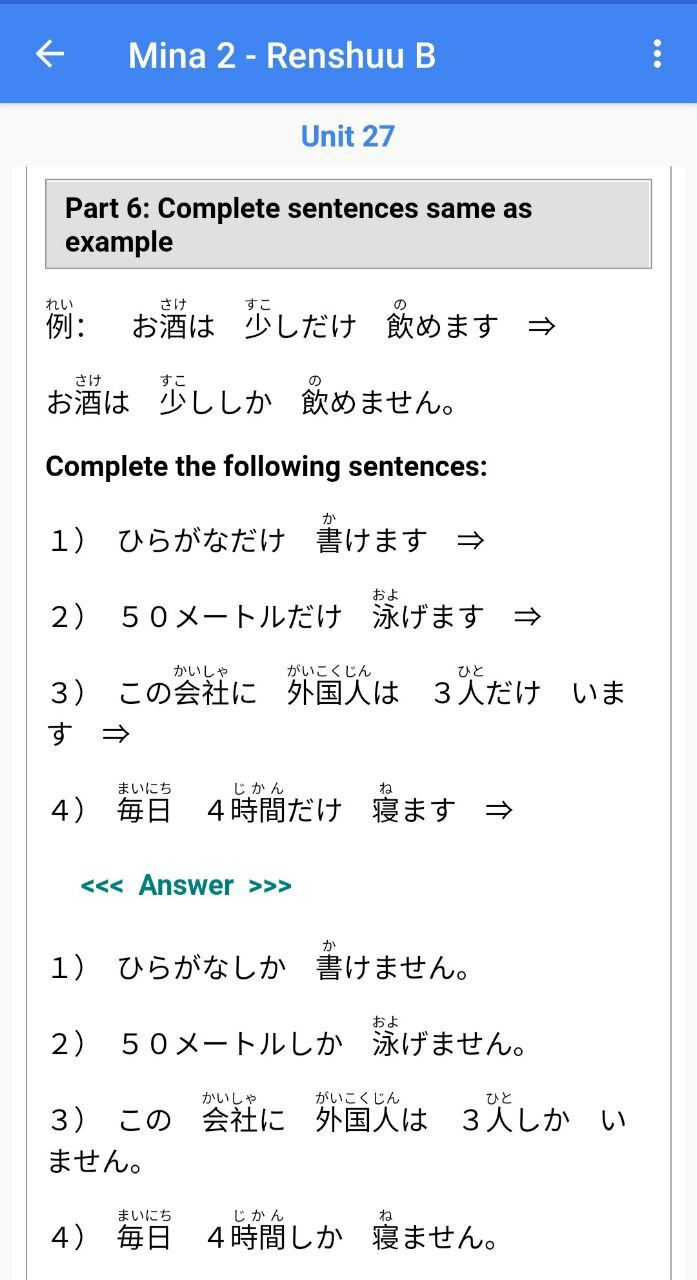 Mina 2 - Renshuu B
Unit 27
Part 6: Complete sentences same as
example
れい さけ すこ の
例： お酒は 少しだけ 飲めます ⇒
さけ すこ の
お酒は 少ししか 飲めません。
Complete the following sentences:
か
１） ひらがなだけ 書けます ⇒
およ
２） ５０メートルだけ 泳げます ⇒
かいしゃ がいこくじん ひと
３） この会社に 外国人は ３人だけ いま
す ⇒
まいにち じかん ね
４） 毎日 ４時間だけ 寝ます ⇒
<<< Answer >>>
か
１） ひらがなしか 書けません。
およ
２） ５０メートルしか 泳げません。
かいしゃ がいこくじん ひと
３） この 会社に 外国人は ３人しか い
ません。
まいにち じかん ね
４） 毎日 ４時間しか 寝ません。